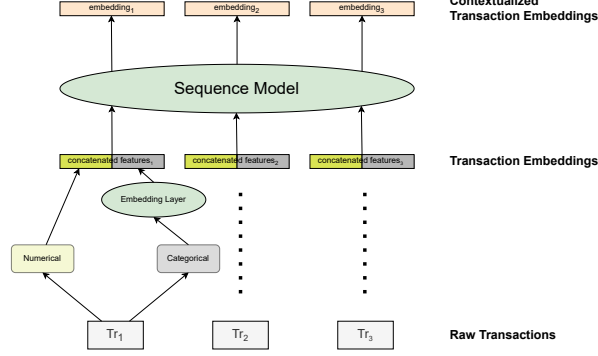 Contextualized
Transaction Embeddings
embedding1
embedding2
embedding3
Sequence Model
concatenated features1
concatenated features2
concatenated features3
Transaction Embeddings
Embedding Layer
Numerical
Categorical
Tr1
Tr2
Tr3
Raw Transactions